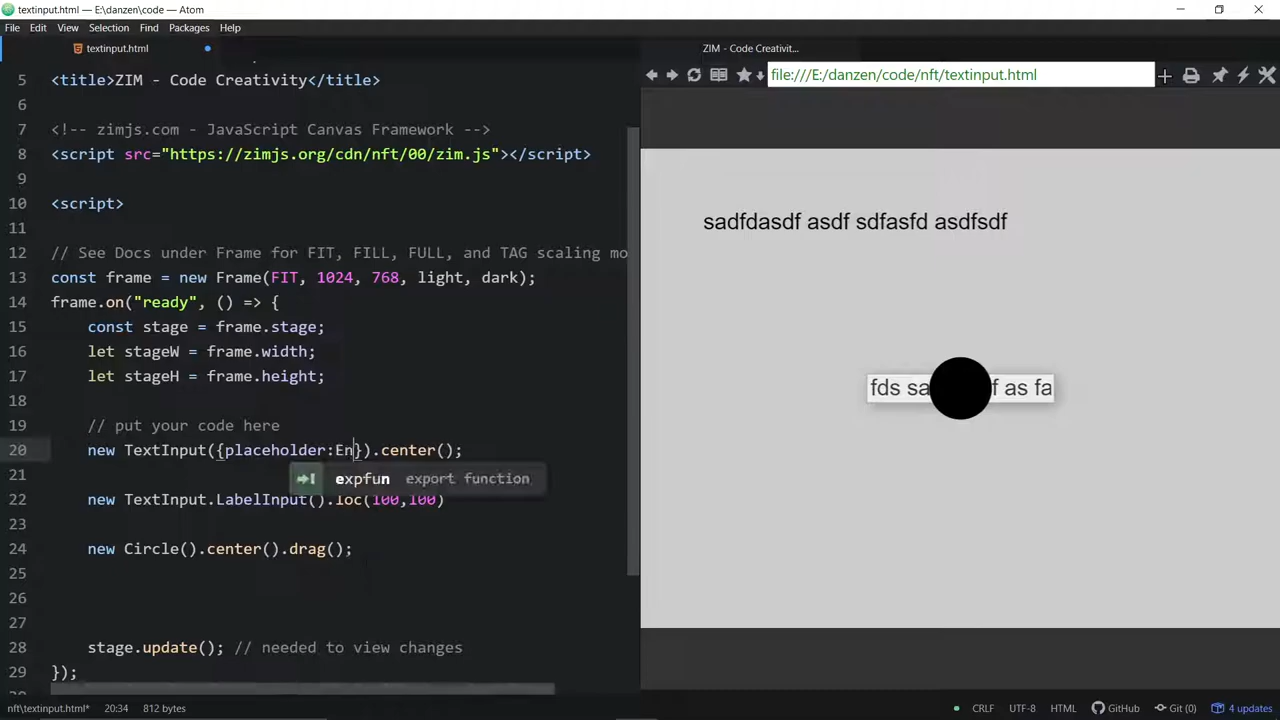 textinput.html — E:\danzen\code — Atom
File Edit View Selection Find Packages Help
textinput.html
ZIM - Code Creativit...
file:///E:/danzen/code/nft/textinput.html
5 <title>ZIM - Code Creativity</title>
6
7 <!-- zimjs.com - JavaScript Canvas Framework -->
8 <script src="https://zimjs.org/cdn/nft/00/zim.js"></script>
9
10 <script>
11
12 // See Docs under Frame for FIT, FILL, FULL, and TAG scaling mo
13 const frame = new Frame(FIT, 1024, 768, light, dark);
14 frame.on("ready", () => {
15 const stage = frame.stage;
16 let stageW = frame.width;
17 let stageH = frame.height;
18
19 // put your code here
20 new TextInput({placeholder:En}).center();
expfun export function
21
22 new TextInput.LabelInput().loc(100,100)
23
24 new Circle().center().drag();
25
26
27
28 stage.update(); // needed to view changes
29 });
sadfdasdf asdf sdfasfd asdfsdf
fds sa f as fa
nft\textinput.html* 20:34 812 bytes
CRLF UTF-8 HTML GitHub Git (0) 4 updates